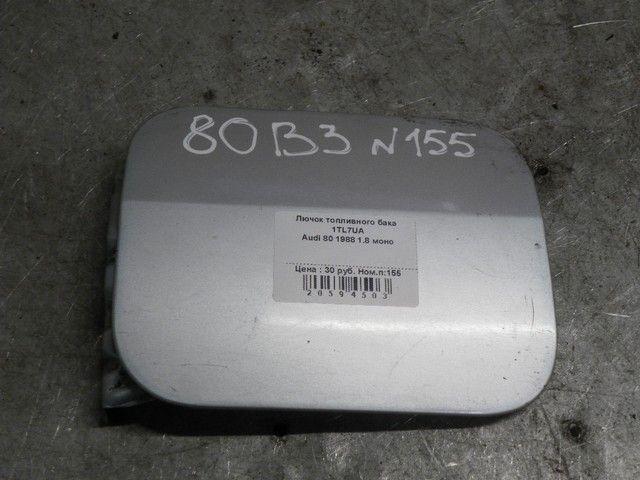 80 B3 N155
Лючок топливного бака
1TL7UA
Audi 80 1988 1.8 моно
Цена : 30 руб. Ном.п:155
20594503